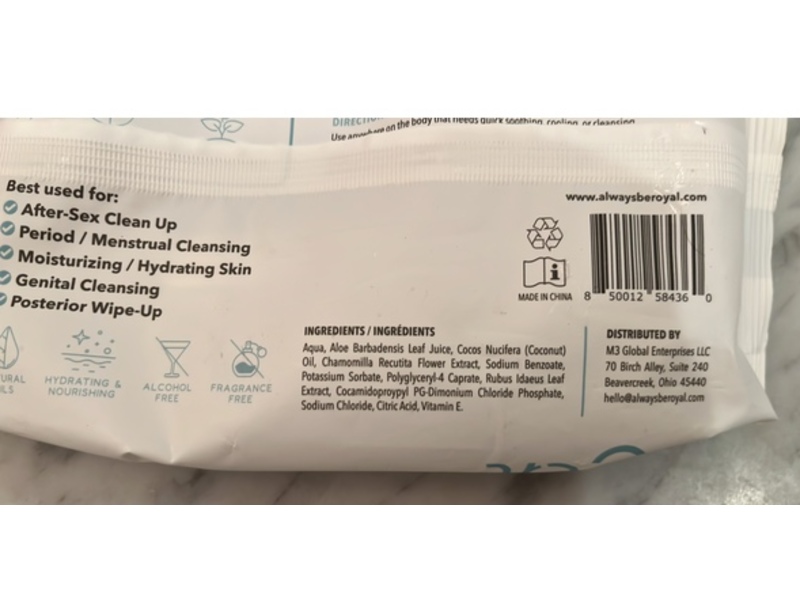 DIRECTIO
Use anywhere on the body that needs quick soothing, cooling, or cleansing
Best used for:
After-Sex Clean Up
Period / Menstrual Cleansing
Moisturizing / Hydrating Skin
Genital Cleansing
Posterior Wipe-Up
URAL
ILS
HYDRATING &
NOURISHING
ALCOHOL
FREE
FRAGRANCE
FREE
www.alwaysberoyal.com
MADE IN CHINA
8 50012 58436 0
INGREDIENTS / INGRÉDIENTS
Aqua, Aloe Barbadensis Leaf Juice, Cocos Nucifera (Coconut)
Oil, Chamomilla Recutita Flower Extract, Sodium Benzoate,
Potassium Sorbate, Polyglyceryl-4 Caprate, Rubus Idaeus Leaf
Extract, Cocamidoproypyl PG-Dimonium Chloride Phosphate,
Sodium Chloride, Citric Acid, Vitamin E.
DISTRIBUTED BY
M3 Global Enterprises LLC
70 Birch Alley, Suite 240
Beavercreek, Ohio 45440
hello@alwaysberoyal.com